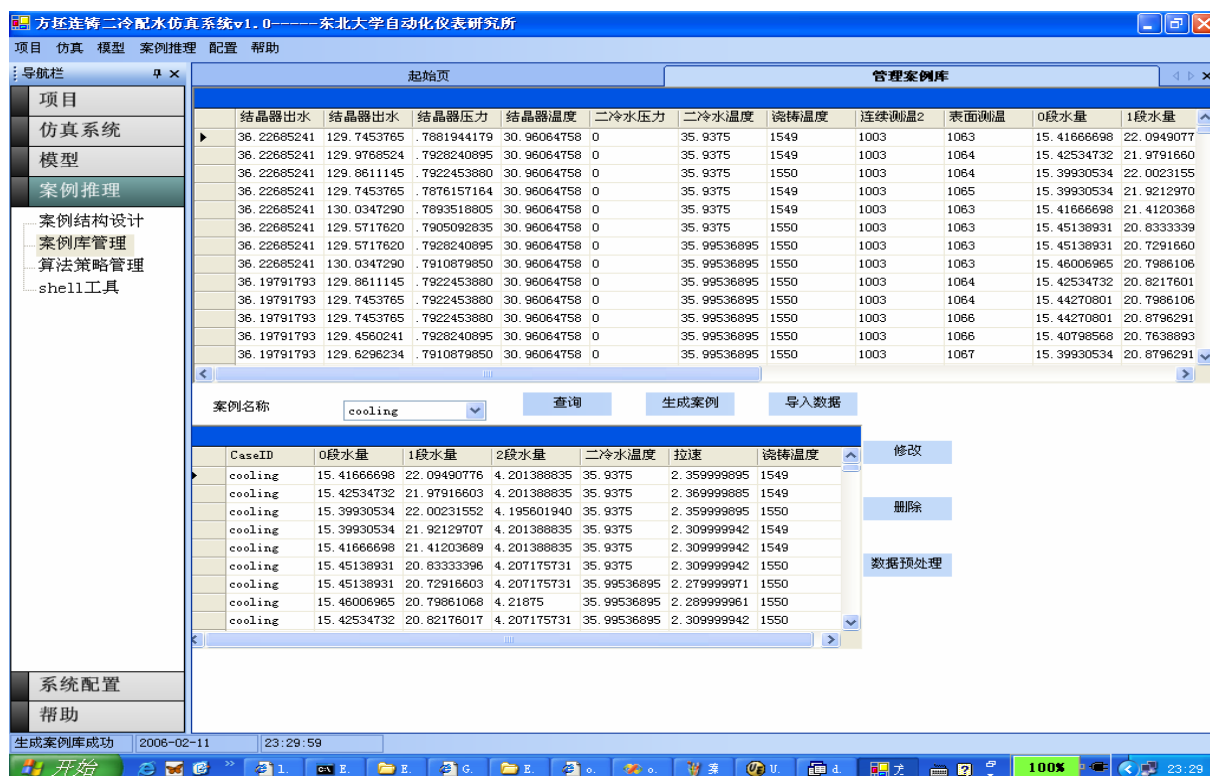 方坯连铸二冷配水仿真系统v1.0-----东北大学自动化仪表研究所
项目 仿真 模型 案例推理 配置 帮助
导航栏
起始页 管理案例库
项目
仿真系统
模型
案例推理
案例结构设计
案例库管理
算法策略管理
shell工具
结晶器出水 结晶器出水 结晶器压力 结晶器温度 二冷水压力 二冷水温度 浇铸温度 连续测温2 表面测温 0段水量 1段水量
36.22685241 129.7453765 .7881944179 30.96064758 0 35.9375 1549 1003 1063 15.41666698 22.0949077
36.22685241 129.9768524 .7928240895 30.96064758 0 35.9375 1549 1003 1064 15.42534732 21.9791660
36.22685241 129.8611145 .7922453880 30.96064758 0 35.9375 1550 1003 1064 15.39930534 22.0023155
36.22685241 129.7453765 .7876157164 30.96064758 0 35.9375 1549 1003 1065 15.39930534 21.9212970
36.22685241 130.0347290 .7893518805 30.96064758 0 35.9375 1549 1003 1063 15.41666698 21.4120368
36.22685241 129.5717620 .7905092835 30.96064758 0 35.9375 1550 1003 1063 15.45138931 20.8333339
36.22685241 129.5717620 .7928240895 30.96064758 0 35.99536895 1550 1003 1063 15.45138931 20.7291660
36.22685241 130.0347290 .7910879850 30.96064758 0 35.99536895 1550 1003 1063 15.46006965 20.7986106
36.19791793 129.8611145 .7922453880 30.96064758 0 35.99536895 1550 1003 1064 15.42534732 20.8217601
36.19791793 129.7453765 .7922453880 30.96064758 0 35.99536895 1550 1003 1064 15.44270801 20.7986106
36.19791793 129.7453765 .7922453880 30.96064758 0 35.99536895 1550 1003 1066 15.44270801 20.8796291
36.19791793 129.4560241 .7928240895 30.96064758 0 35.99536895 1550 1003 1066 15.40798568 20.7638893
36.19791793 129.6296234 .7910879850 30.96064758 0 35.99536895 1550 1003 1067 15.39930534 20.8796291
案例名称 cooling 查询 生成案例 导入数据
CaseID 0段水量 1段水量 2段水量 二冷水温度 拉速 浇铸温度
cooling 15.41666698 22.09490776 4.201388835 35.9375 2.359999895 1549
cooling 15.42534732 21.97916603 4.201388835 35.9375 2.369999885 1549
cooling 15.39930534 22.00231552 4.195601940 35.9375 2.359999895 1550
cooling 15.39930534 21.92129707 4.201388835 35.9375 2.309999942 1549
cooling 15.41666698 21.41203689 4.201388835 35.9375 2.309999942 1549
cooling 15.45138931 20.83333396 4.207175731 35.9375 2.309999942 1550
cooling 15.45138931 20.72916603 4.207175731 35.99536895 2.279999971 1550
cooling 15.46006965 20.79861068 4.21875 35.99536895 2.289999961 1550
cooling 15.42534732 20.82176017 4.207175731 35.99536895 2.309999942 1550
修改
删除
数据预处理
系统配置
帮助
生成案例库成功 2006-02-11 23:29:59
开始 1. E. E. G. E. o. o. U. d. 100% 23:29